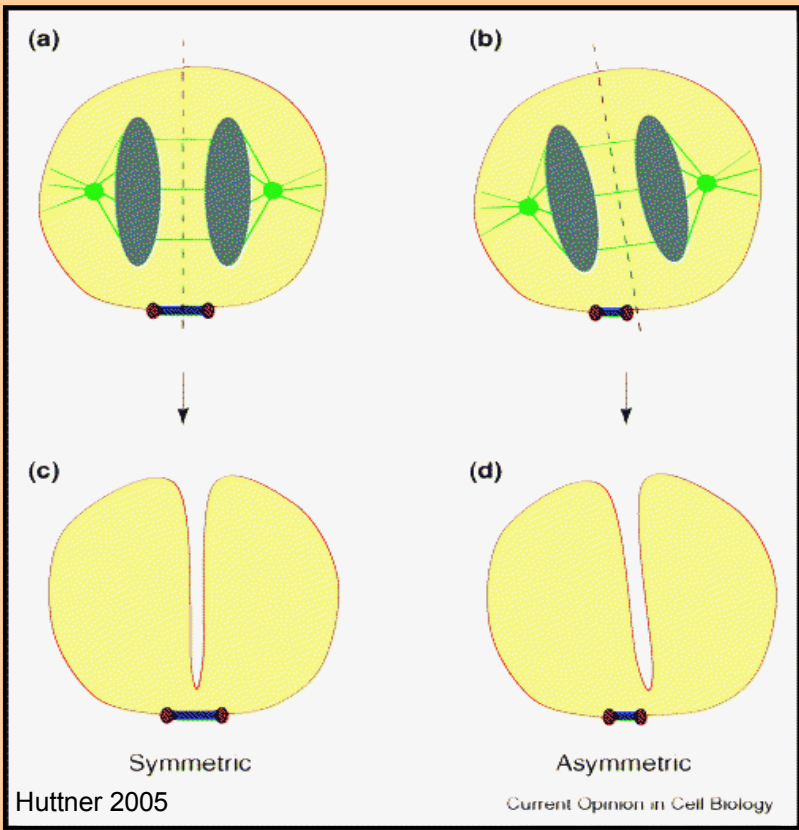 (a)
(b)
(c)
(d)
Symmetric
Asymmetric
Huttner 2005
Current Opinion in Cell Biology